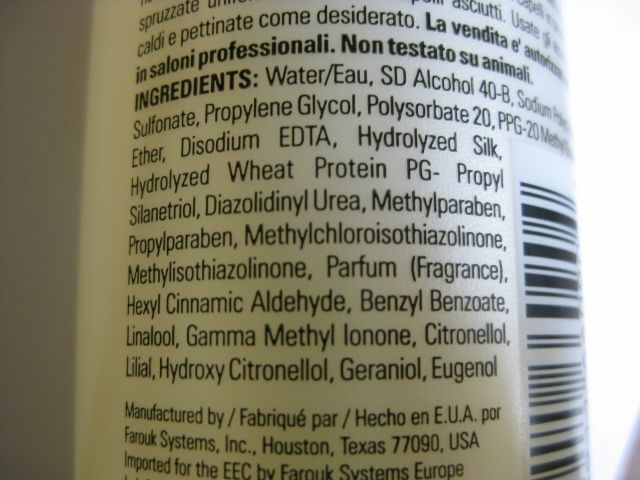 spruzzate asciutti. Usate gli
caldi e pettinate come desiderato. La vendita e'
in saloni professionali. Non testato su animali.
INGREDIENTS: Water/Eau, SD Alcohol 40-B, Sodium
Sulfonate, Propylene Glycol, Polysorbate 20, PPG-20
Ether, Disodium EDTA, Hydrolyzed Silk,
Hydrolyzed Wheat Protein PG- Propyl
Silanetriol, Diazolidinyl Urea, Methylparaben,
Propylparaben, Methylchloroisothiazolinone,
Methylisothiazolinone, Parfum (Fragrance),
Hexyl Cinnamic Aldehyde, Benzyl Benzoate,
Linalool, Gamma Methyl Ionone, Citronellol,
Lilial, Hydroxy Citronellol, Geraniol, Eugenol
Manufactured by / Fabriqué par / Hecho en E.U.A. por
Farouk Systems, Inc., Houston, Texas 77090, USA
Imported for the EEC by Farouk Systems Europe